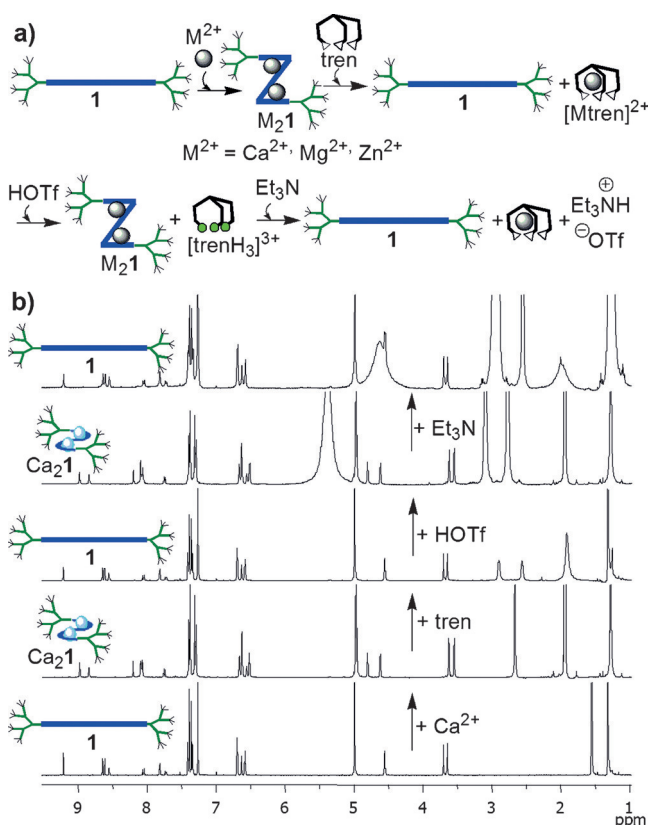 a)
M2+
tren
1
M21
1
+
[Mtren]2+
M2+ = Ca2+, Mg2+, Zn2+
HOTf
Et3N
M21
+
[trenH3]3+
1
+
+
Et3NH
⊕
⊖OTf
b)
1
+ Et3N
Ca21
1
+ HOTf
Ca21
+ tren
1
+ Ca2+
9 8 7 6 5 4 3 2 1
ppm